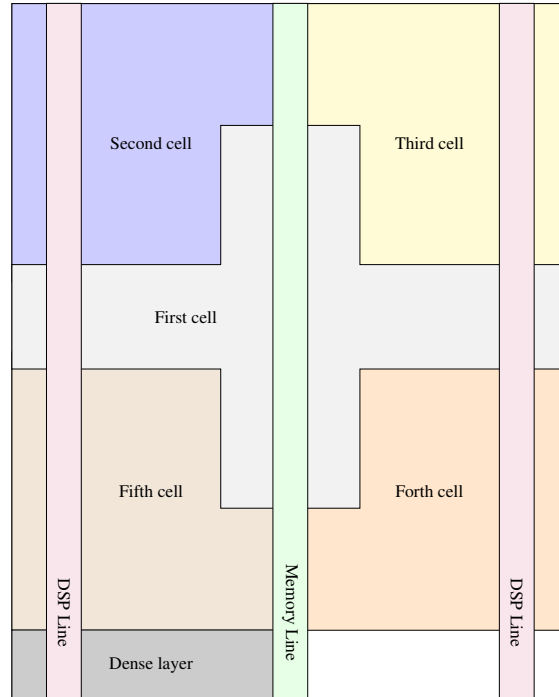 Second cell
Third cell
First cell
Fifth cell
Forth cell
DSP Line
Memory Line
DSP Line
Dense layer